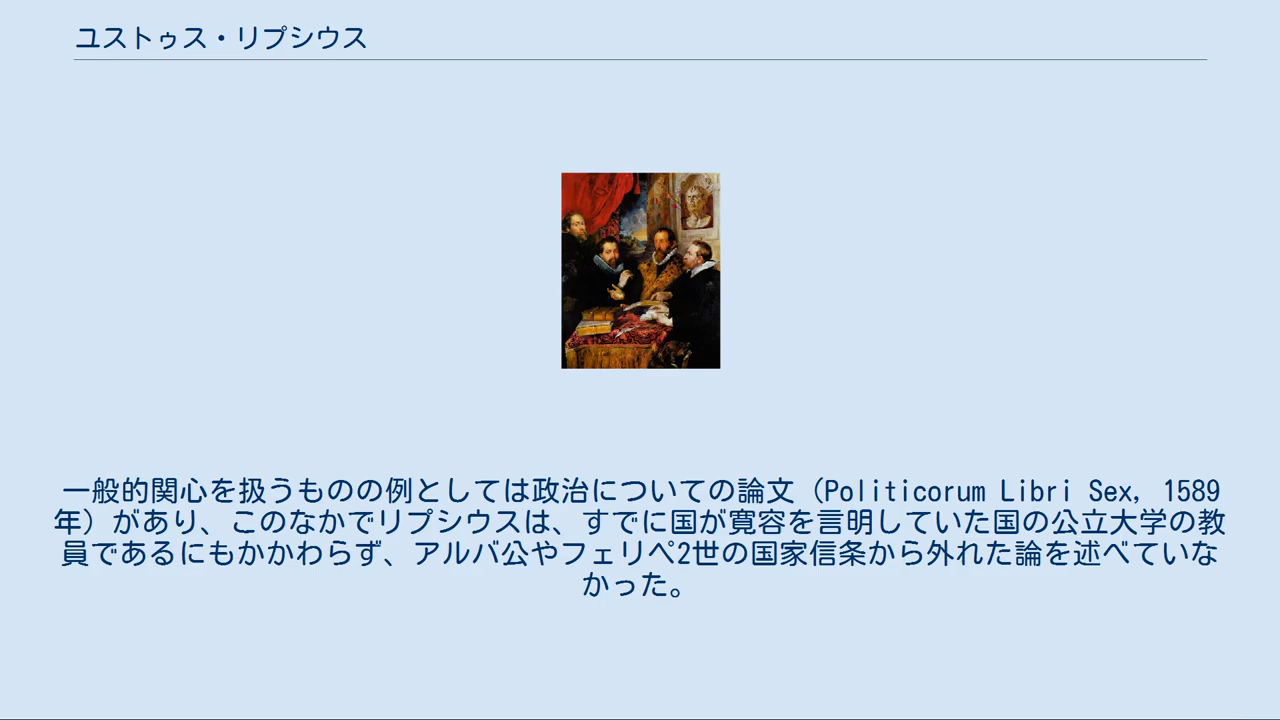 ユストゥス・リプシウス
一般的関心を扱うものの例としては政治についての論文（Politicorum Libri Sex, 1589
年）があり、このなかでリプシウスは、すでに国が寛容を言明していた国の公立大学の教
員であるにもかかわらず、アルバ公やフェリペ2世の国家信条から外れた論を述べていな
かった。